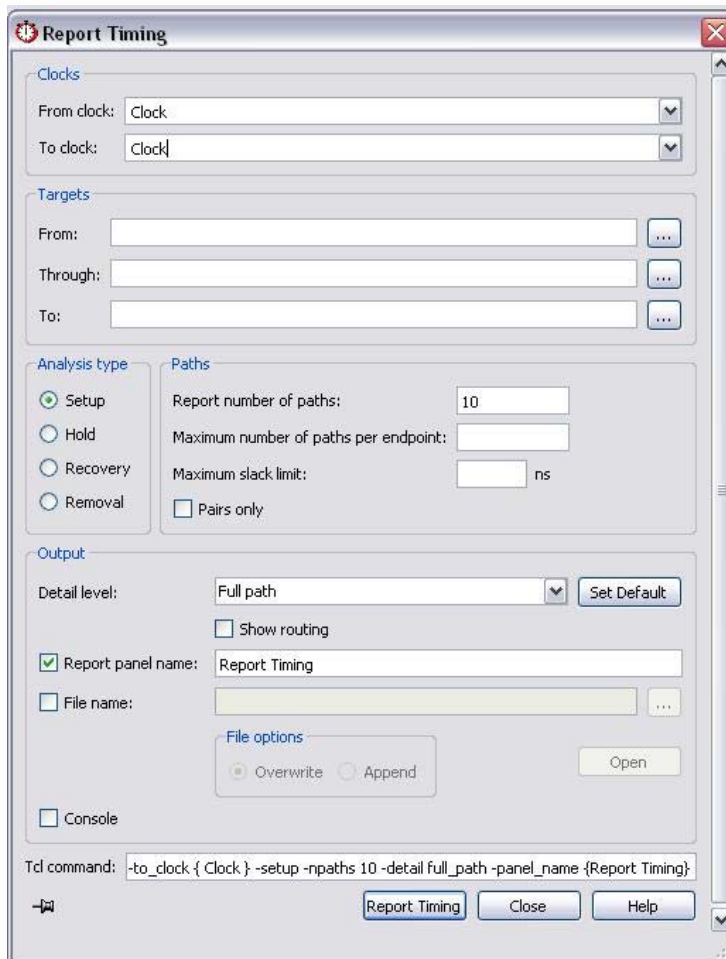 Report Timing
Clocks
From clock: Clock
To clock: Clock
Targets
From: ...
Through: ...
To: ...
Analysis type
Setup
Hold
Recovery
Removal
Paths
Report number of paths: 10
Maximum number of paths per endpoint:
Maximum slack limit: ns
Pairs only
Output
Detail level: Full path Set Default
Show routing
Report panel name: Report Timing
File name: ...
File options
Overwrite Append
Open
Console
Tcl command: -to_clock { Clock } -setup -npaths 10 -detail full_path -panel_name {Report Timing}
Report Timing Close Help